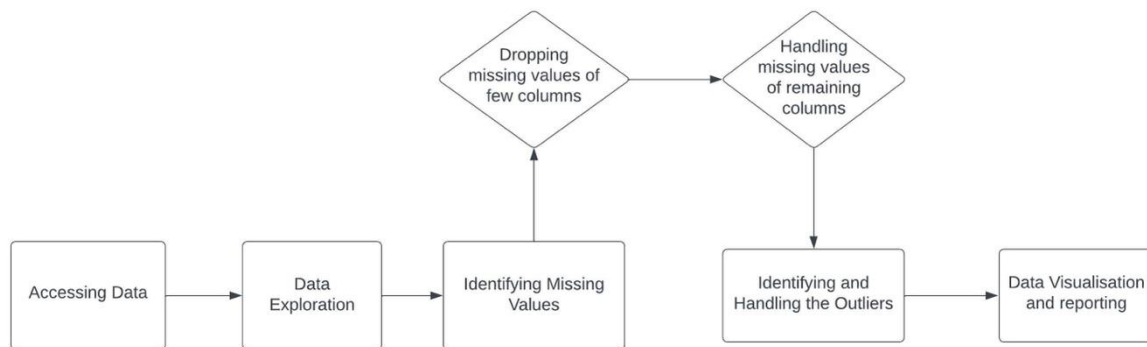 Accessing Data
Data
Exploration
Identifying Missing
Values
Dropping
missing values of
few columns
Handling
missing values
of remaining
columns
Identifying and
Handling the Outliers
Data Visualisation
and reporting